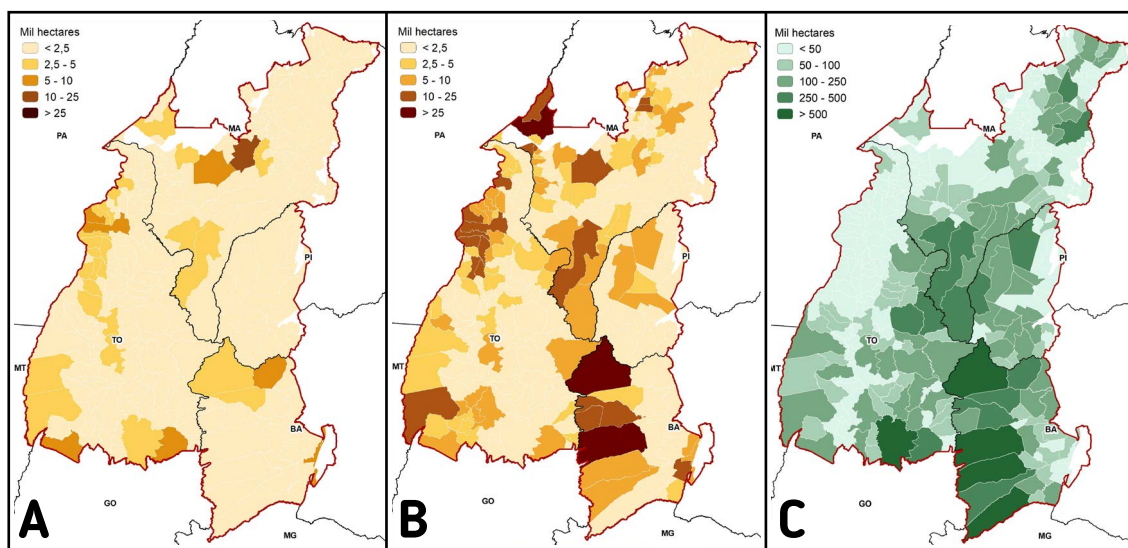 Mil hectares
< 2,5
2,5 - 5
5 - 10
10 - 25
> 25
PA
MA
PI
TO
MT
BA
GO
MG
A
Mil hectares
< 2,5
2,5 - 5
5 - 10
10 - 25
> 25
PA
MA
PI
TO
MT
BA
GO
MG
B
Mil hectares
< 50
50 - 100
100 - 250
250 - 500
> 500
PA
MA
PI
TO
MT
BA
GO
MG
C